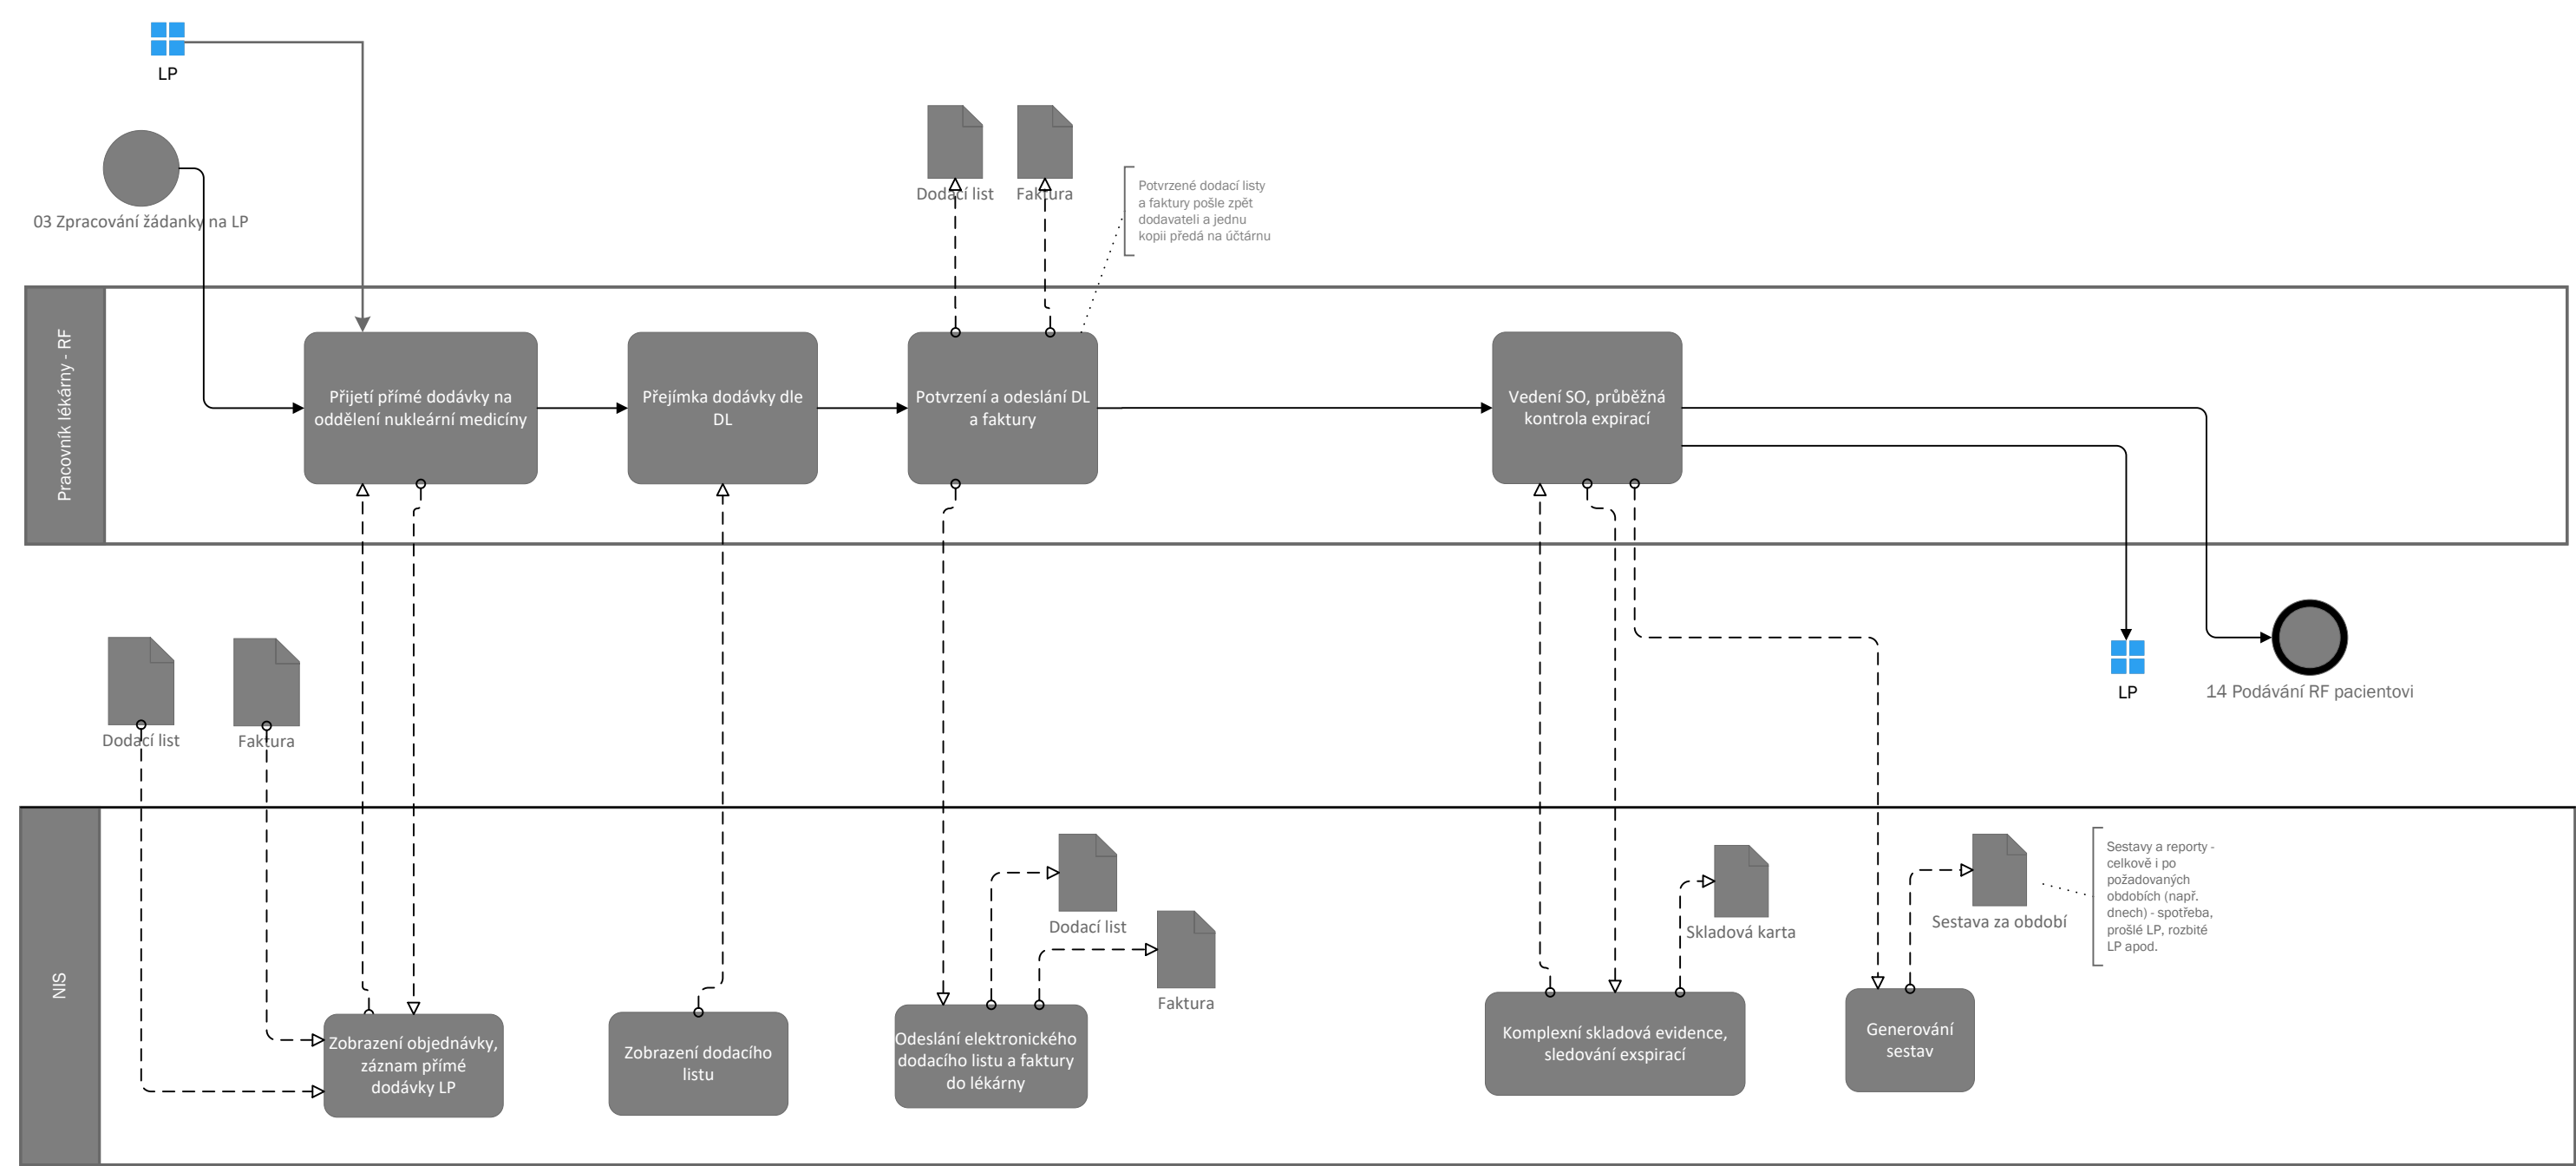 LP
03 Zpracování žádanky na LP
Dodací list
Faktura
Potvrzené dodací listy
a faktury pošle zpět
dodavateli a jednu
kopii předá na účtárnu
Pracovník lékárny - RF
Přijetí přímé dodávky na
oddělení nukleární medicíny
Přejímka dodávky dle
DL
Potvrzení a odeslání DL
a faktury
Vedení SO, průběžná
kontrola expirací
Dodací list
Faktura
LP
14 Podávání RF pacientovi
NIS
Zobrazení objednávky,
záznam přímé
dodávky LP
Zobrazení dodacího
listu
Odeslání elektronického
dodacího listu a faktury
do lékárny
Dodací list
Faktura
Komplexní skladová evidence,
sledování exspirací
Skladová karta
Generování
sestav
Sestava za období
Sestavy a reporty -
celkově i po
požadovaných
obdobích (např.
dnech) - spotřeba,
prošlé LP, rozbité
LP apod.